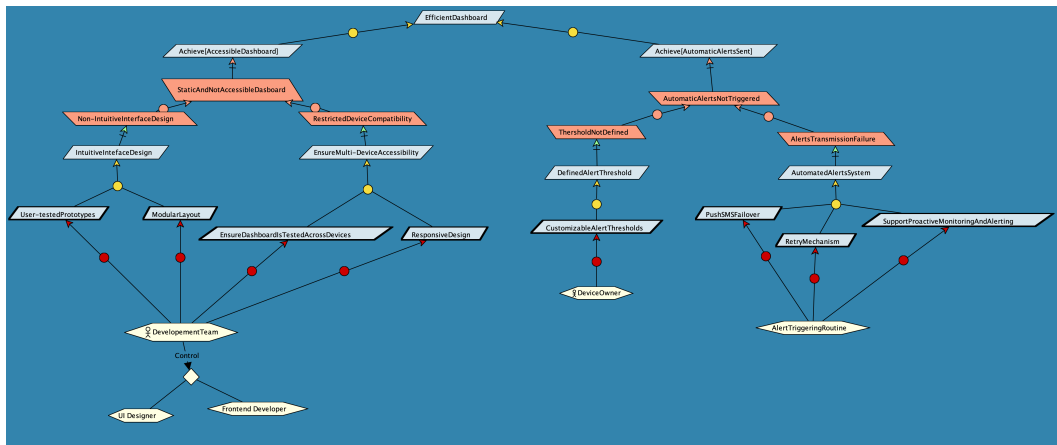 EfficientDashboard
Achieve[AccessibleDashboard]
Achieve[AutomaticAlertsSent]
StaticAndNotAccessibleDasboard
AutomaticAlertsNotTriggered
Non-IntuitiveInterfaceDesign
RestrictedDeviceCompatibility
ThersholdNotDefined
AlertsTransmissionFailure
IntuitiveIntefaceDesign
EnsureMulti-DeviceAccessibility
DefinedAlertThreshold
AutomatedAlertsSystem
User-testedPrototypes
ModularLayout
EnsureDashboardIsTestedAcrossDevices
ResponsiveDesign
CustomizableAlertThresholds
PushSMSFailover
RetryMechanism
SupportProactiveMonitoringAndAlerting
DeviceOwner
DevelopementTeam
AlertTriggeringRoutine
Control
UI Designer
Frontend Developer